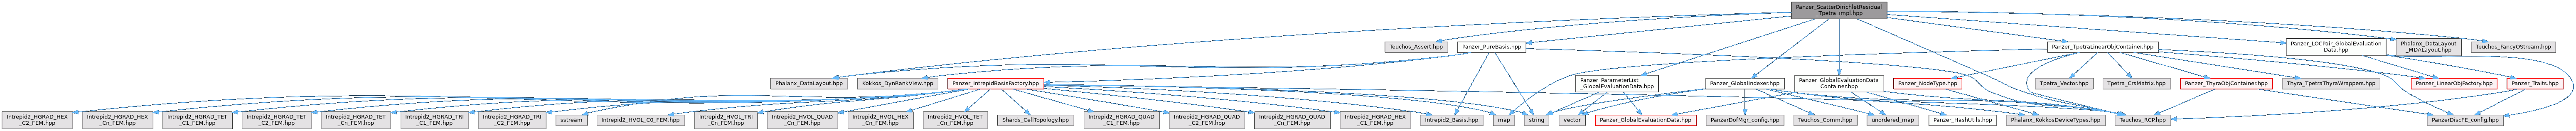 Panzer_ScatterDirichletResidual
_Tpetra_impl.hpp
Teuchos_Assert.hpp
Panzer_PureBasis.hpp
Panzer_TpetraLinearObjContainer.hpp
Panzer_LOCPair_GlobalEvaluation
Data.hpp
Phalanx_DataLayout
_MDALayout.hpp
Teuchos_FancyOStream.hpp
Phalanx_DataLayout.hpp
Kokkos_DynRankView.hpp
Panzer_IntrepidBasisFactory.hpp
Panzer_ParameterList
_GlobalEvaluationData.hpp
Panzer_GlobalIndexer.hpp
Panzer_GlobalEvaluationData
Container.hpp
Panzer_NodeType.hpp
Tpetra_Vector.hpp
Tpetra_CrsMatrix.hpp
Panzer_ThyraObjContainer.hpp
Thyra_TpetraThyraWrappers.hpp
Panzer_LinearObjFactory.hpp
Panzer_Traits.hpp
Intrepid2_HGRAD_HEX
_C2_FEM.hpp
Intrepid2_HGRAD_HEX
_Cn_FEM.hpp
Intrepid2_HGRAD_TET
_C1_FEM.hpp
Intrepid2_HGRAD_TET
_C2_FEM.hpp
Intrepid2_HGRAD_TET
_Cn_FEM.hpp
Intrepid2_HGRAD_TRI
_C1_FEM.hpp
Intrepid2_HGRAD_TRI
_C2_FEM.hpp
sstream
Intrepid2_HVOL_C0_FEM.hpp
Intrepid2_HVOL_TRI
_Cn_FEM.hpp
Intrepid2_HVOL_QUAD
_Cn_FEM.hpp
Intrepid2_HVOL_HEX
_Cn_FEM.hpp
Intrepid2_HVOL_TET
_Cn_FEM.hpp
Shards_CellTopology.hpp
Intrepid2_HGRAD_QUAD
_C1_FEM.hpp
Intrepid2_HGRAD_QUAD
_C2_FEM.hpp
Intrepid2_HGRAD_QUAD
_Cn_FEM.hpp
Intrepid2_HGRAD_HEX
_C1_FEM.hpp
Intrepid2_Basis.hpp
map
string
vector
Panzer_GlobalEvaluationData.hpp
PanzerDofMgr_config.hpp
Teuchos_Comm.hpp
unordered_map
Panzer_HashUtils.hpp
Phalanx_KokkosDeviceTypes.hpp
Teuchos_RCP.hpp
PanzerDiscFE_config.hpp